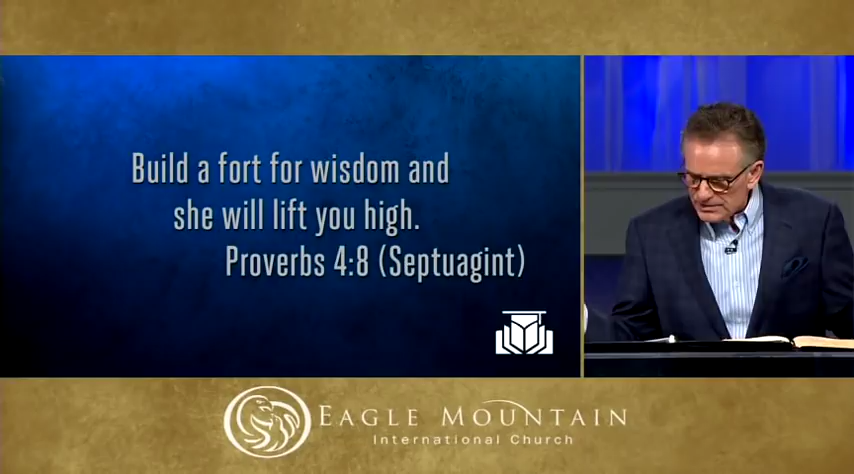 Build a fort for wisdom and
she will lift you high.
Proverbs 4:8 (Septuagint)
EAGLE MOUNTAIN
International Church